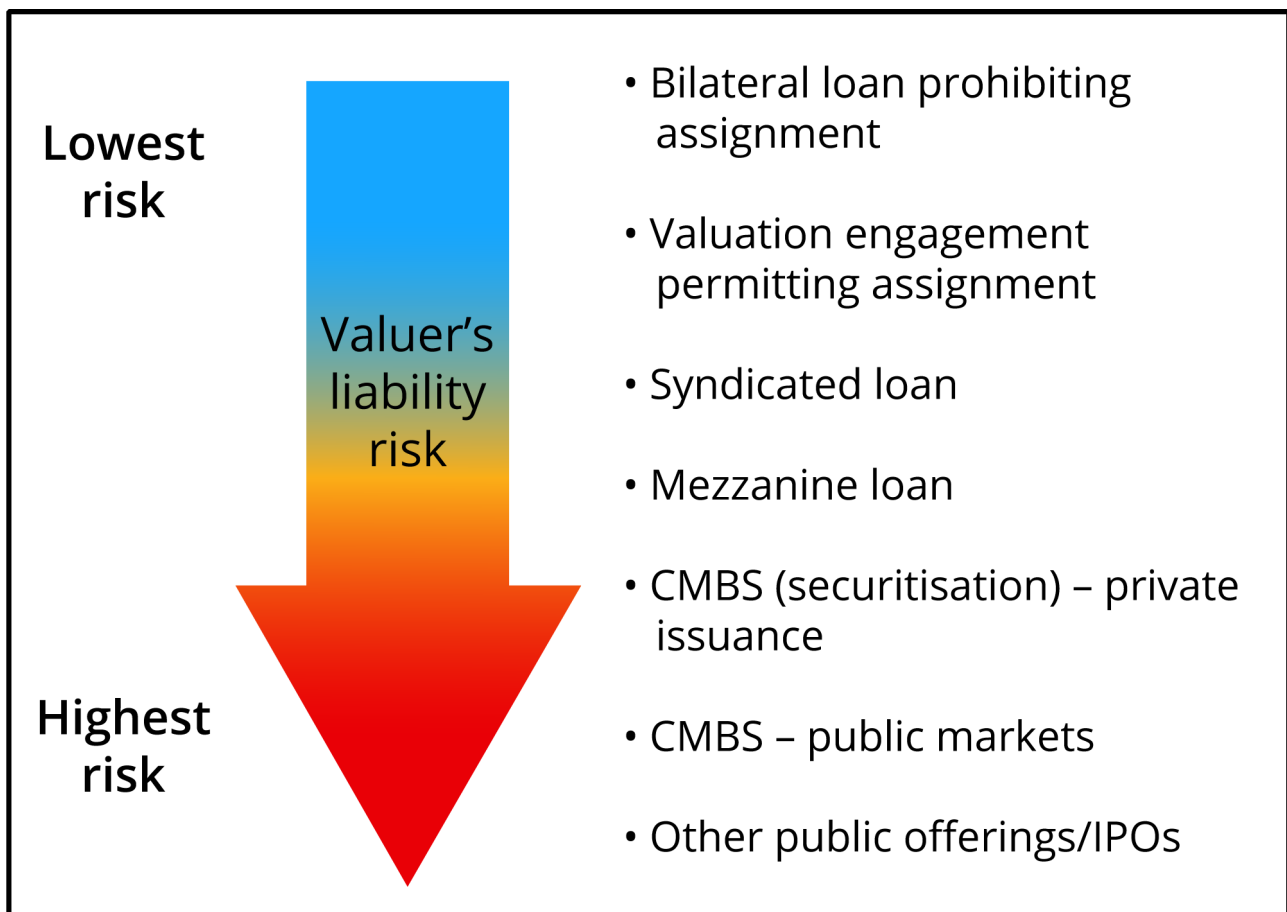 Lowest
risk
Valuer’s
liability
risk
Highest
risk
• Bilateral loan prohibiting
assignment
• Valuation engagement
permitting assignment
• Syndicated loan
• Mezzanine loan
• CMBS (securitisation) – private
issuance
• CMBS – public markets
• Other public offerings/IPOs